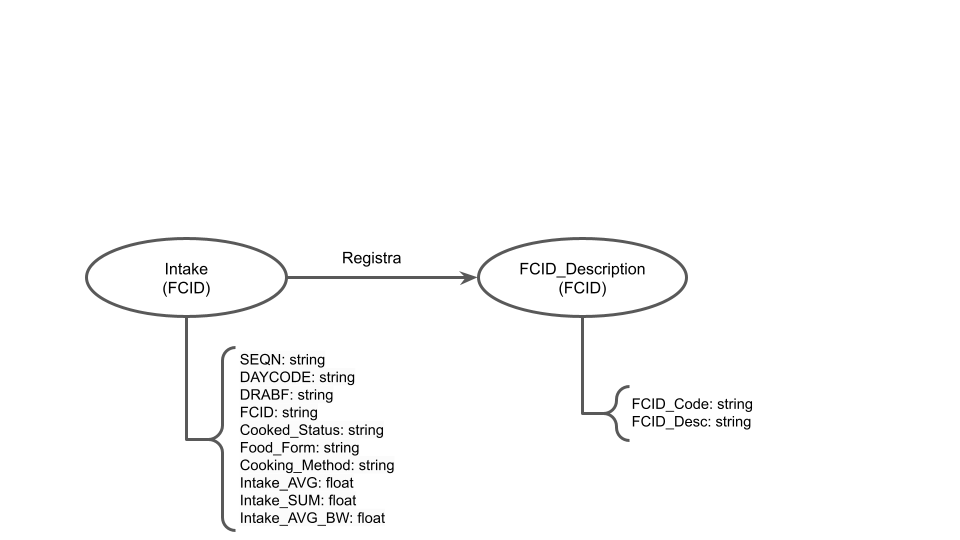 Intake
(FCID)
Registra
FCID_Description
(FCID)
SEQN: string
DAYCODE: string
DRABF: string
FCID: string
Cooked_Status: string
Food_Form: string
Cooking_Method: string
Intake_AVG: float
Intake_SUM: float
Intake_AVG_BW: float
FCID_Code: string
FCID_Desc: string